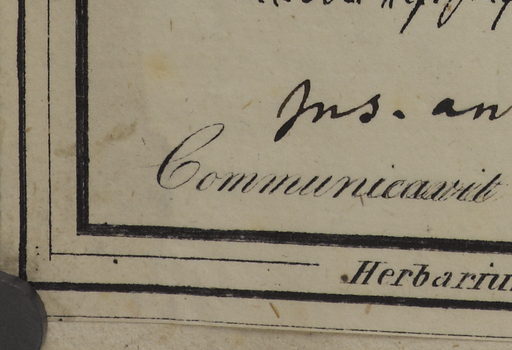 Ins. an
Communicavit
Herbariu